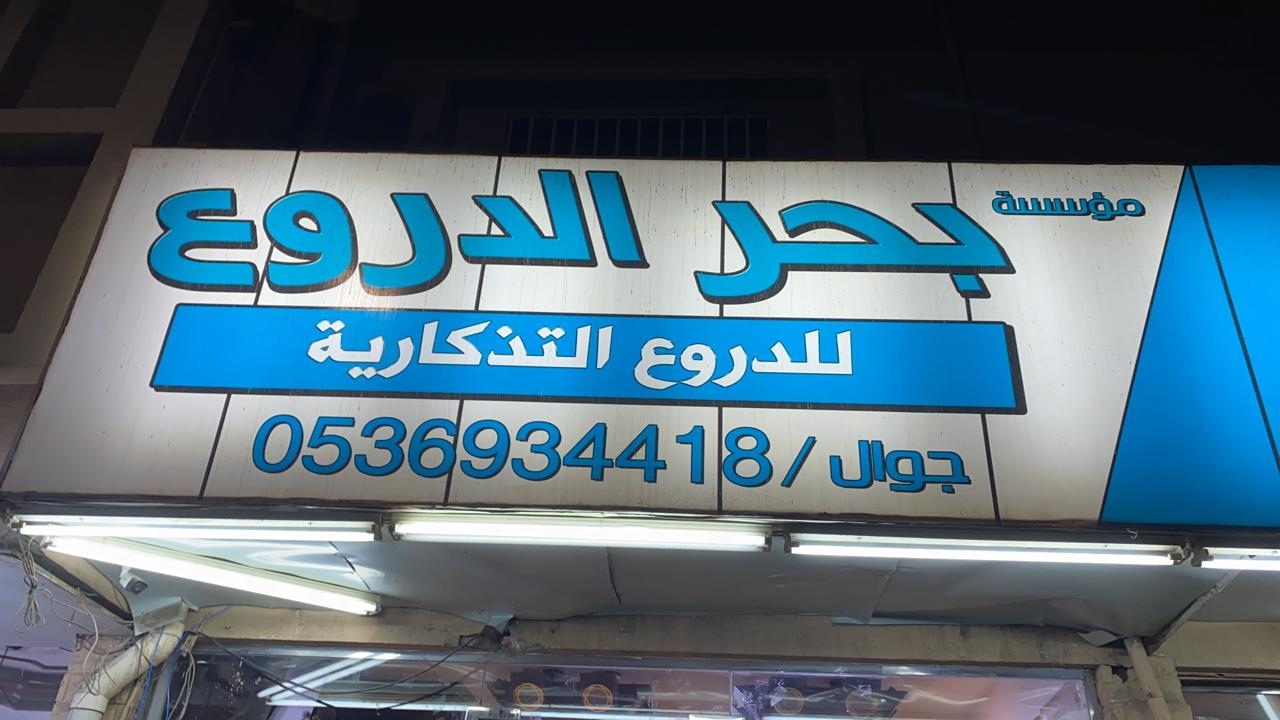 مؤسسة بحر الدروع
للدروع التذكارية
جوال / 0536934418